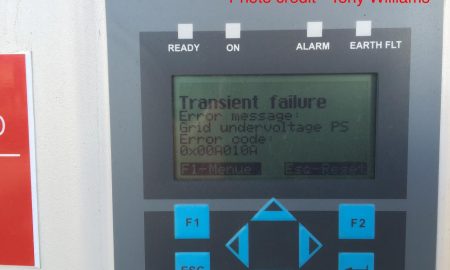 Photo credit - Tony Williams
READY ON ALARM EARTH FLT
Transient failure
Error message:
Grid undervoltage PS
Error code:
0x00A010A
F1-Menue Esc-Reset
F1 F2
ESC